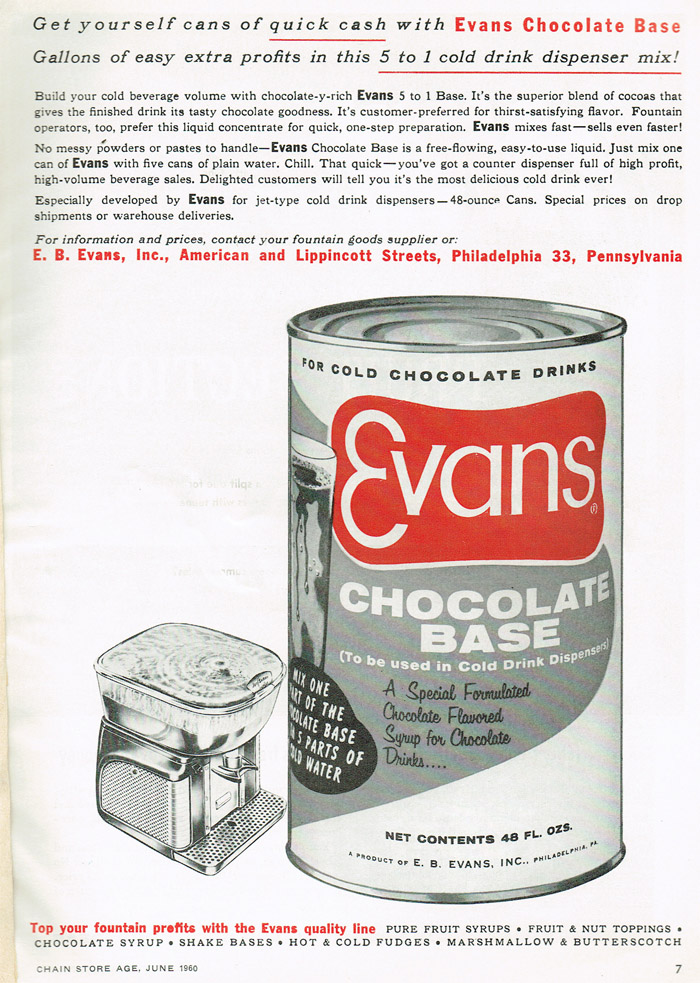 Get yourself cans of quick cash with Evans Chocolate Base
Gallons of easy extra profits in this 5 to 1 cold drink dispenser mix!
Build your cold beverage volume with chocolate-y-rich Evans 5 to 1 Base. It's the superior blend of cocoas that
gives the finished drink its tasty chocolate goodness. It's customer-preferred for thirst-satisfying flavor. Fountain
operators, too, prefer this liquid concentrate for quick, one-step preparation. Evans mixes fast—sells even faster!
No messy powders or pastes to handle—Evans Chocolate Base is a free-flowing, easy-to-use liquid. Just mix one
can of Evans with five cans of plain water. Chill. That quick—you've got a counter dispenser full of high profit,
high-volume beverage sales. Delighted customers will tell you it's the most delicious cold drink ever!
Especially developed by Evans for jet-type cold drink dispensers—48-ounce Cans. Special prices on drop
shipments or warehouse deliveries.
For information and prices, contact your fountain goods supplier or:
E. B. Evans, Inc., American and Lippincott Streets, Philadelphia 33, Pennsylvania
FOR COLD CHOCOLATE DRINKS
Evans®
CHOCOLATE
BASE
(To be used in Cold Drink Dispensers)
A Special Formulated
Chocolate Flavored
Syrup for Chocolate
Drinks....
MIX ONE
ART OF THE
OCOLATE BASE
H 5 PARTS OF
OLD WATER
NET CONTENTS 48 FL. OZS.
A PRODUCT OF E. B. EVANS, INC., PHILADELPHIA, PA.
Top your fountain profits with the Evans quality line PURE FRUIT SYRUPS • FRUIT & NUT TOPPINGS •
CHOCOLATE SYRUP • SHAKE BASES • HOT & COLD FUDGES • MARSHMALLOW & BUTTERSCOTCH
CHAIN STORE AGE, JUNE 1960
7